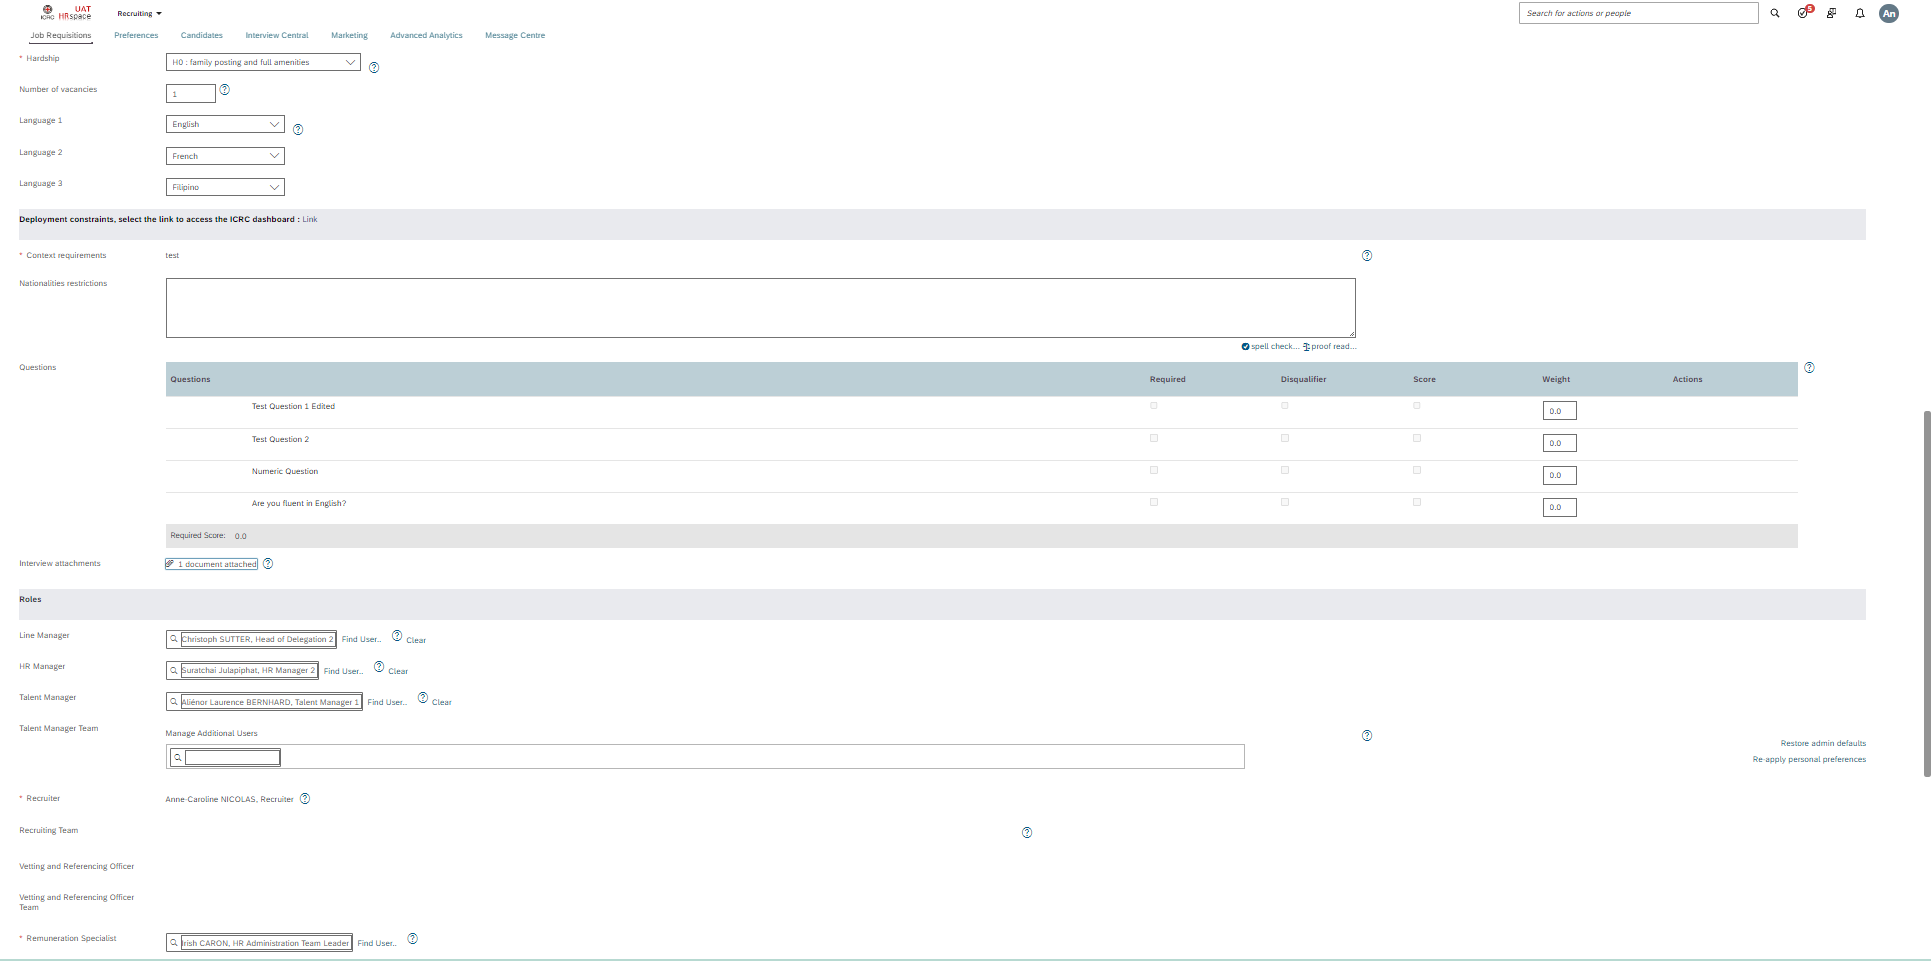 ICRC
UAT
HRspace
Recruiting
Search for actions or people
5
An
Job Requisitions
Preferences
Candidates
Interview Central
Marketing
Advanced Analytics
Message Centre
* Hardship
H0 : family posting and full amenities
Number of vacancies
1
Language 1
English
Language 2
French
Language 3
Filipino
Deployment constraints, select the link to access the ICRC dashboard : Link
* Context requirements
test
Nationalities restrictions
spell check... proof read...
Questions
Questions Required Disqualifier Score Weight Actions
Test Question 1 Edited 0.0
Test Question 2 0.0
Numeric Question 0.0
Are you fluent in English? 0.0
Required Score: 0.0
Interview attachments
1 document attached
Roles
Line Manager
Christoph SUTTER, Head of Delegation 2 Find User.. Clear
HR Manager
Suratchai Julapiphat, HR Manager 2 Find User.. Clear
Talent Manager
Aliénor Laurence BERNHARD, Talent Manager 1 Find User.. Clear
Talent Manager Team
Manage Additional Users
Restore admin defaults
Re-apply personal preferences
* Recruiter
Anne-Caroline NICOLAS, Recruiter
Recruiting Team
Vetting and Referencing Officer
Vetting and Referencing Officer
Team
* Remuneration Specialist
Irish CARON, HR Administration Team Leader Find User..